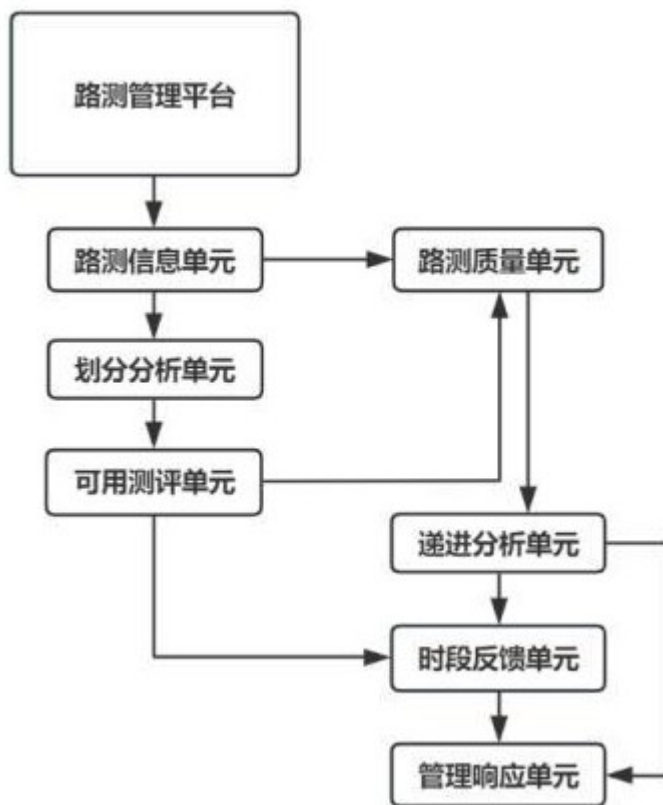 路测管理平台
路测信息单元
路测质量单元
划分分析单元
可用测评单元
递进分析单元
时段反馈单元
管理响应单元